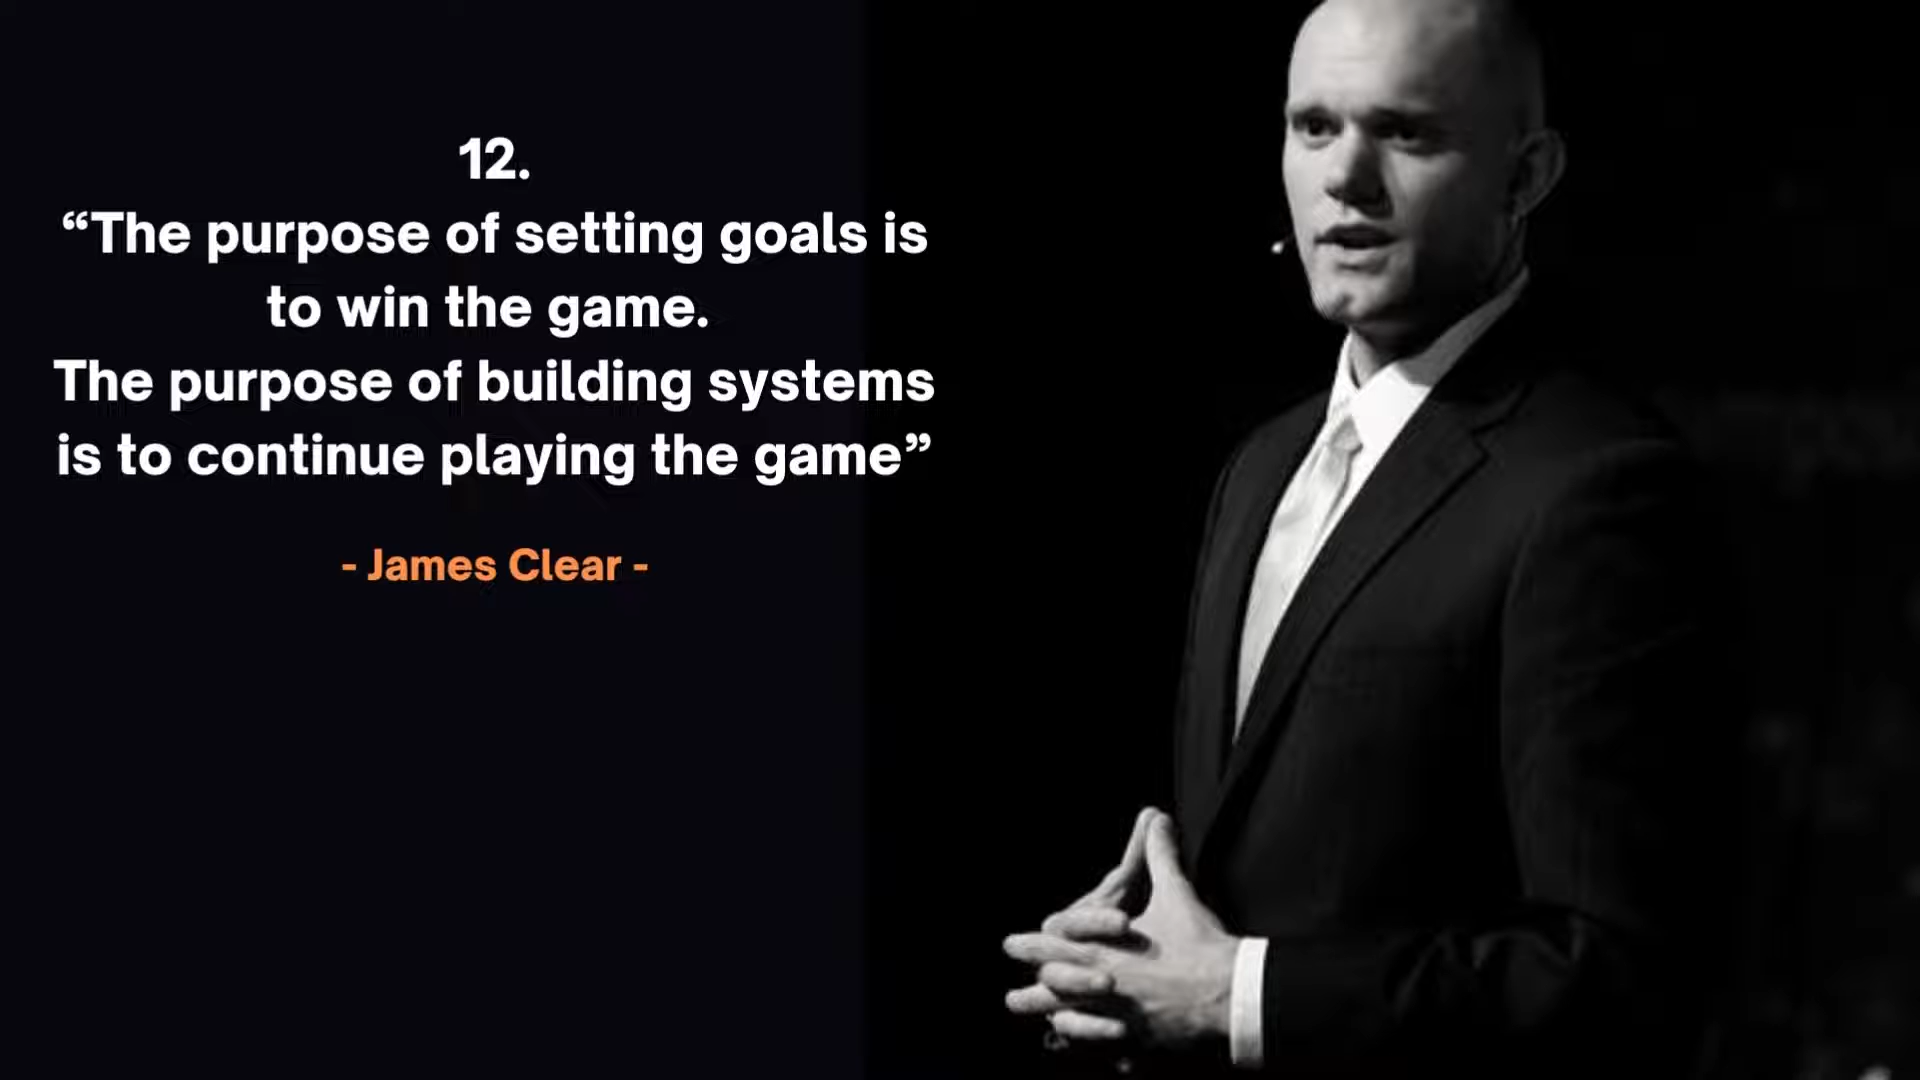 12.
“The purpose of setting goals is
to win the game.
The purpose of building systems
is to continue playing the game”
- James Clear -